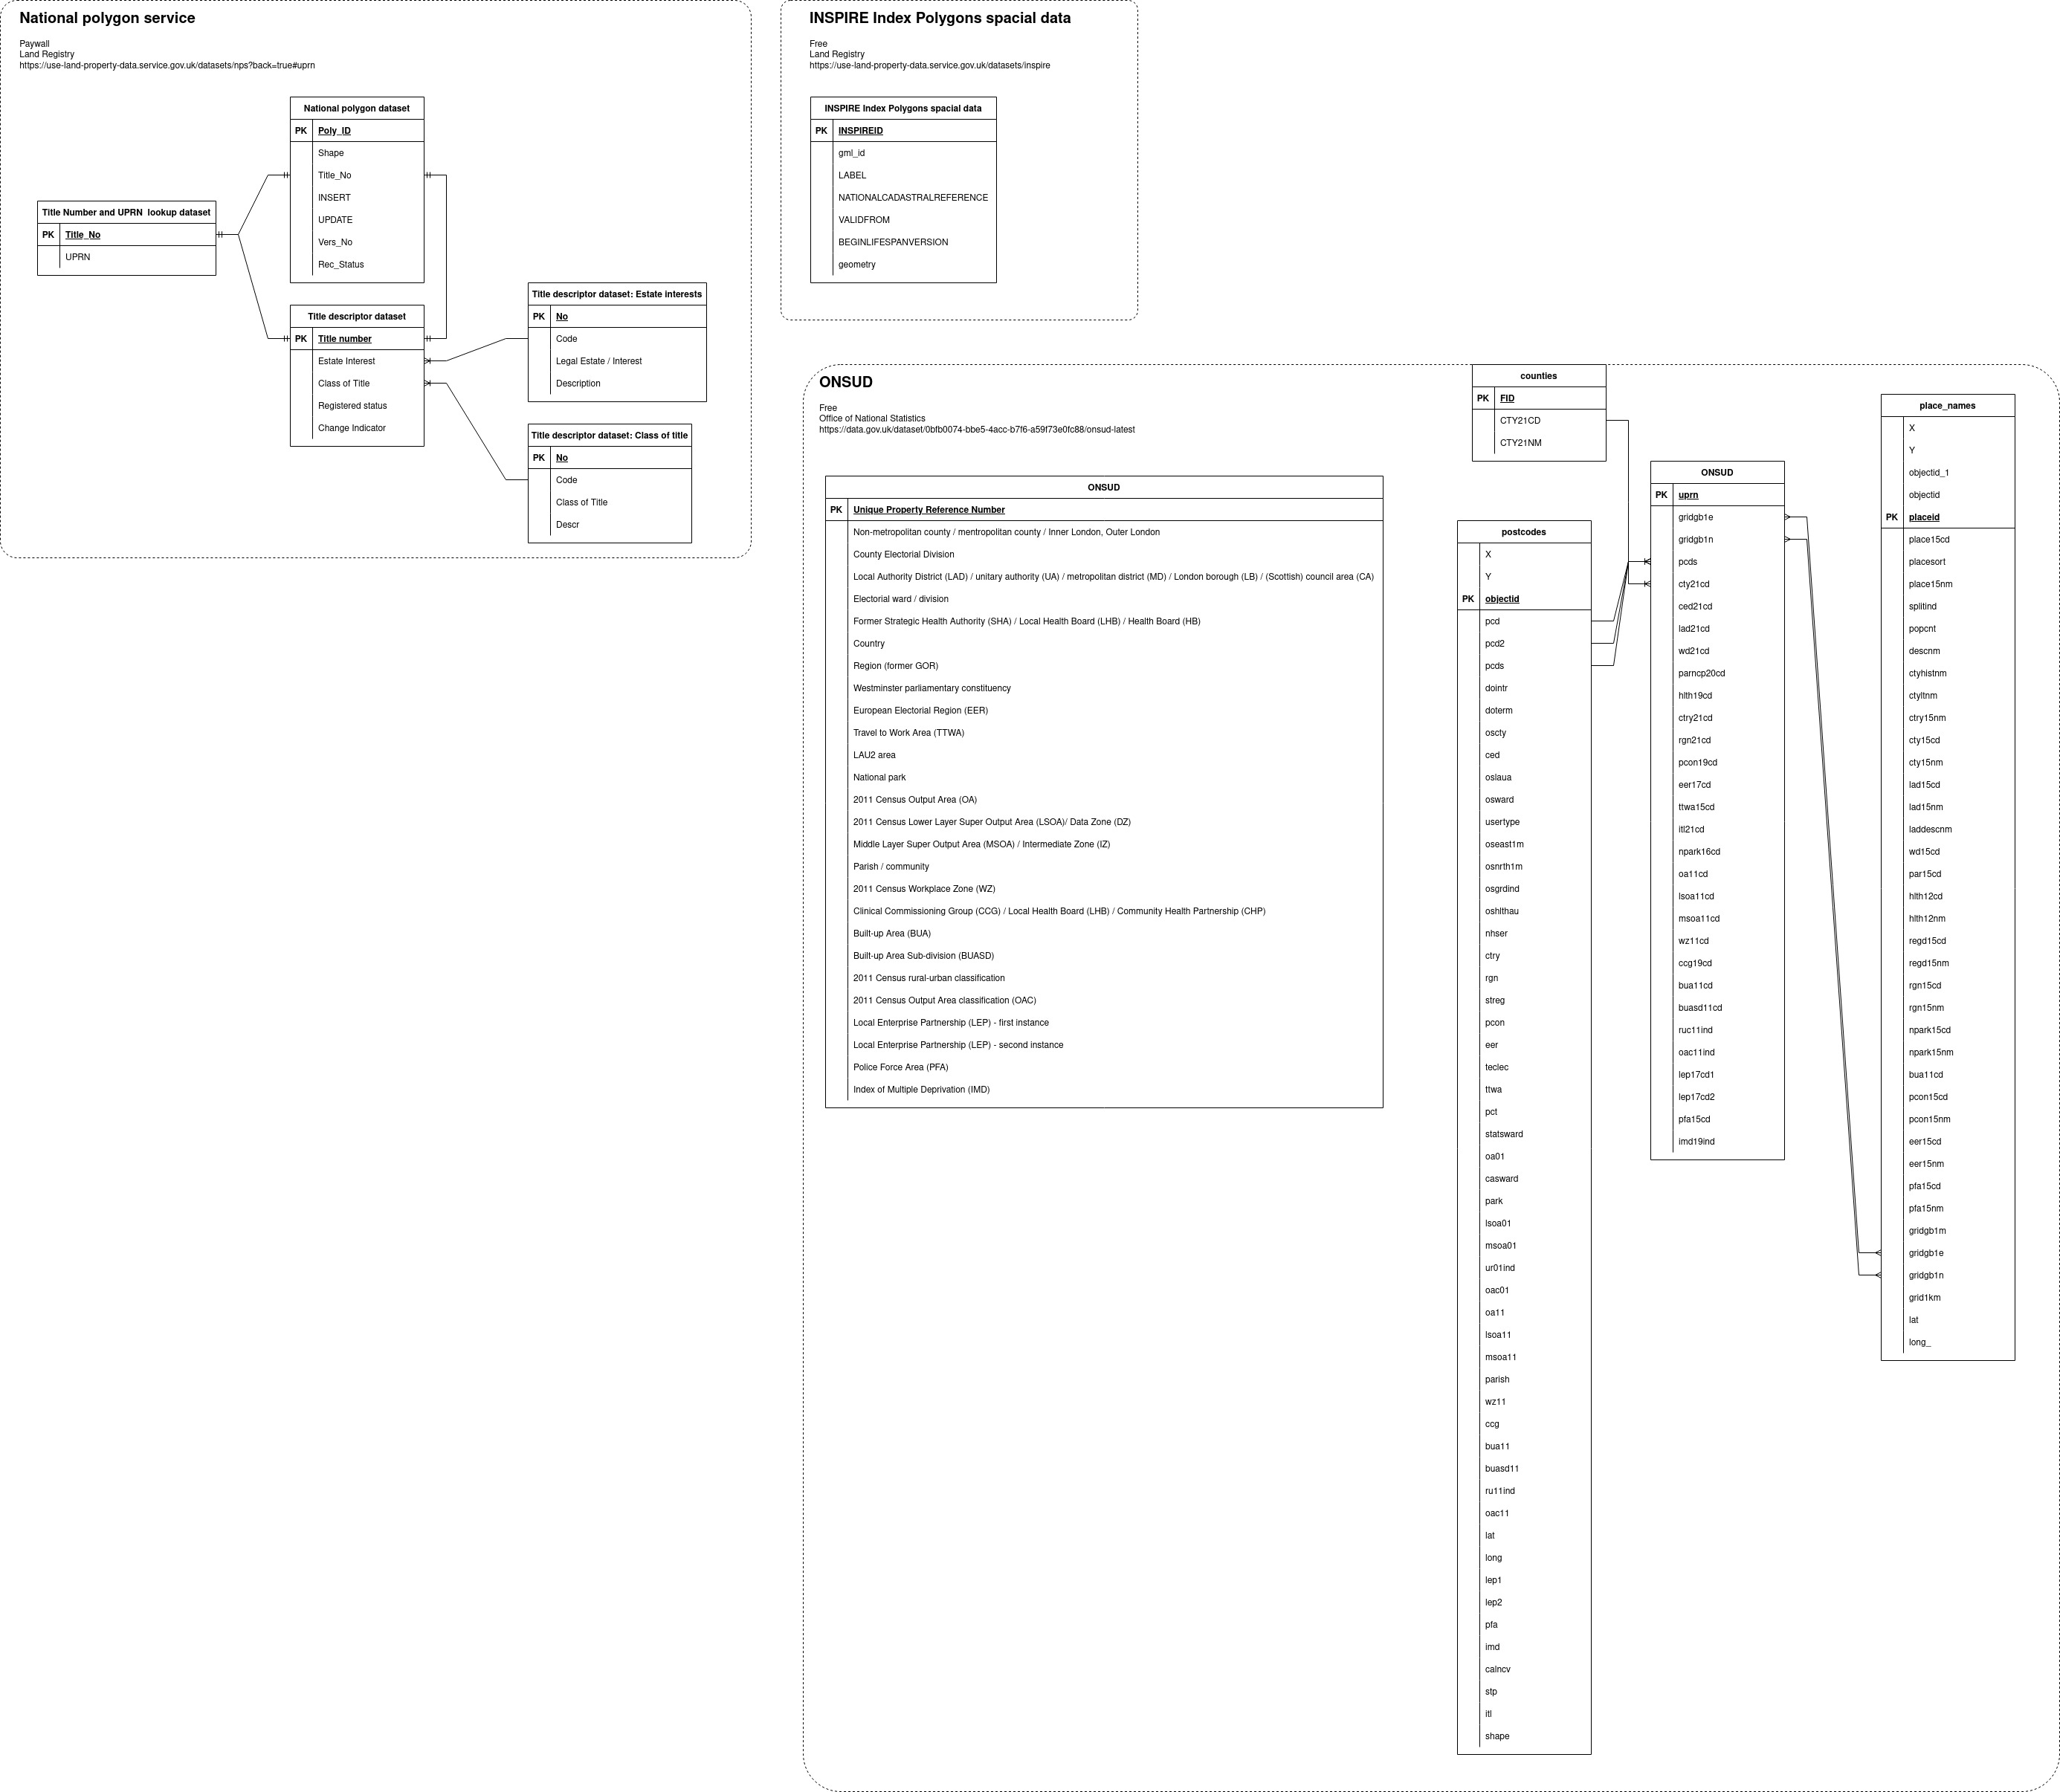 National polygon service
Paywall
Land Registry
https://use-land-property-data.service.gov.uk/datasets/nps?back=true#uprn
National polygon dataset
PK Poly_ID
Shape
Title_No
INSERT
UPDATE
Vers_No
Rec_Status
Title Number and UPRN lookup dataset
PK Title_No
UPRN
Title descriptor dataset
PK Title number
Estate Interest
Class of Title
Registered status
Change Indicator
Title descriptor dataset: Estate interests
PK No
Code
Legal Estate / Interest
Description
Title descriptor dataset: Class of title
PK No
Code
Class of Title
Descr
INSPIRE Index Polygons spacial data
Free
Land Registry
https://use-land-property-data.service.gov.uk/datasets/inspire
INSPIRE Index Polygons spacial data
PK INSPIREID
gml_id
LABEL
NATIONALCADASTRALREFERENCE
VALIDFROM
BEGINLIFESPANVERSION
geometry
ONSUD
Free
Office of National Statistics
https://data.gov.uk/dataset/0bfb0074-bbe5-4acc-b7f6-a59f73e0fc88/onsud-latest
ONSUD
PK Unique Property Reference Number
Non-metropolitan county / mentropolitan county / Inner London, Outer London
County Electorial Division
Local Authority District (LAD) / unitary authority (UA) / metropolitan district (MD) / London borough (LB) / (Scottish) council area (CA)
Electorial ward / division
Former Strategic Health Authority (SHA) / Local Health Board (LHB) / Health Board (HB)
Country
Region (former GOR)
Westminster parliamentary constituency
European Electorial Region (EER)
Travel to Work Area (TTWA)
LAU2 area
National park
2011 Census Output Area (OA)
2011 Census Lower Layer Super Output Area (LSOA)/ Data Zone (DZ)
Middle Layer Super Output Area (MSOA) / Intermediate Zone (IZ)
Parish / community
2011 Census Workplace Zone (WZ)
Clinical Commissioning Group (CCG) / Local Health Board (LHB) / Community Health Partnership (CHP)
Built-up Area (BUA)
Built-up Area Sub-division (BUASD)
2011 Census rural-urban classification
2011 Census Output Area classification (OAC)
Local Enterprise Partnership (LEP) - first instance
Local Enterprise Partnership (LEP) - second instance
Police Force Area (PFA)
Index of Multiple Deprivation (IMD)
counties
PK FID
CTY21CD
CTY21NM
postcodes
X
Y
PK objectid
pcd
pcd2
pcds
dointr
doterm
oscty
ced
oslaua
osward
usertype
oseast1m
osnrth1m
osgrdind
oshlthau
nhser
ctry
rgn
streg
pcon
eer
teclec
ttwa
pct
statsward
oa01
casward
park
lsoa01
msoa01
ur01ind
oac01
oa11
lsoa11
msoa11
parish
wz11
ccg
bua11
buasd11
ru11ind
oac11
lat
long
lep1
lep2
pfa
imd
calncv
stp
itl
shape
ONSUD
PK uprn
gridgb1e
gridgb1n
pcds
cty21cd
ced21cd
lad21cd
wd21cd
parncp20cd
hlth19cd
ctry21cd
rgn21cd
pcon19cd
eer17cd
ttwa15cd
itl21cd
npark16cd
oa11cd
lsoa11cd
msoa11cd
wz11cd
ccg19cd
bua11cd
buasd11cd
ruc11ind
oac11ind
lep17cd1
lep17cd2
pfa15cd
imd19ind
place_names
X
Y
objectid_1
objectid
PK placeid
place15cd
placesort
place15nm
splitind
popcnt
descnm
ctyhistnm
ctyltnm
ctry15nm
cty15cd
cty15nm
lad15cd
lad15nm
laddescnm
wd15cd
par15cd
hlth12cd
hlth12nm
regd15cd
regd15nm
rgn15cd
rgn15nm
npark15cd
npark15nm
bua11cd
pcon15cd
pcon15nm
eer15cd
eer15nm
pfa15cd
pfa15nm
gridgb1m
gridgb1e
gridgb1n
grid1km
lat
long_